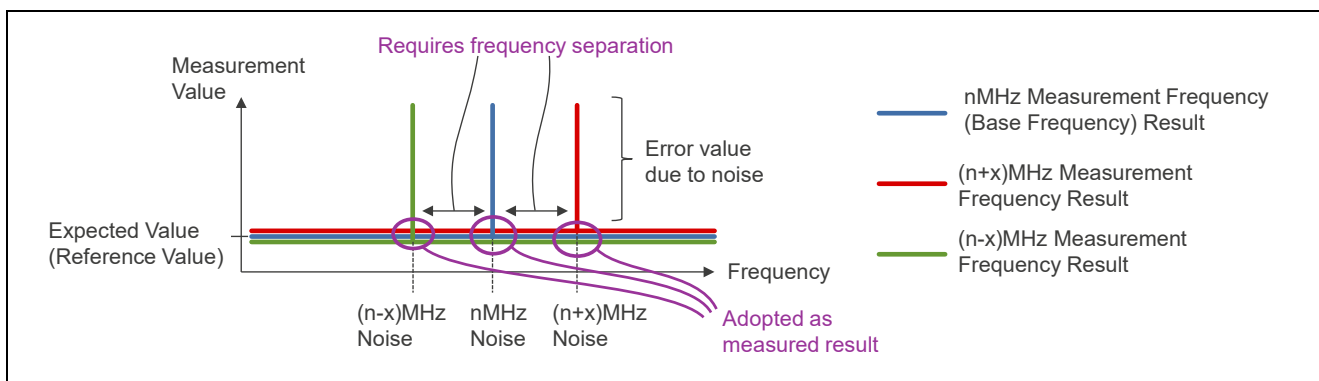 Requires frequency separation
Measurement
Value
nMHz Measurement Frequency
(Base Frequency) Result
Error value
due to noise
(n+x)MHz Measurement
Frequency Result
Expected Value
(Reference Value)
(n-x)MHz Measurement
Frequency Result
Frequency
(n-x)MHz
Noise
nMHz
Noise
(n+x)MHz
Noise
Adopted as
measured result